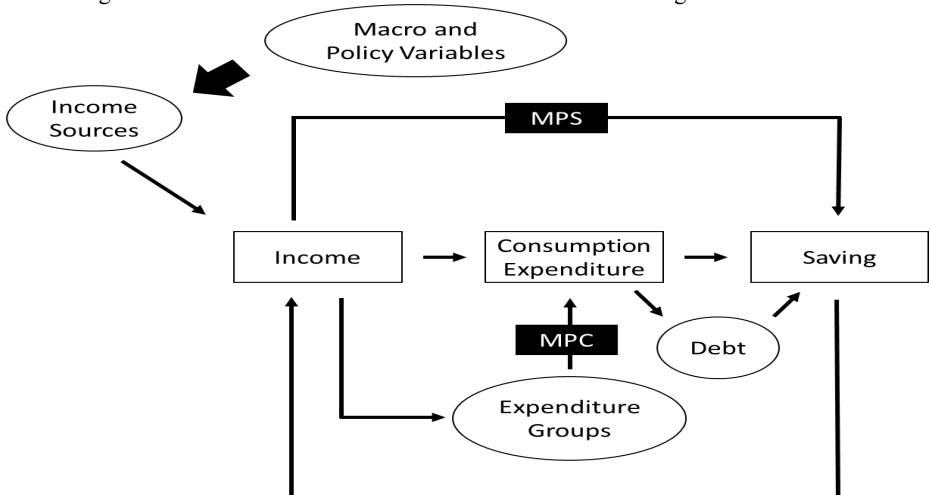 Macro and
Policy Variables
Income
Sources
MPS
Income
Consumption
Expenditure
Saving
MPC
Debt
Expenditure
Groups